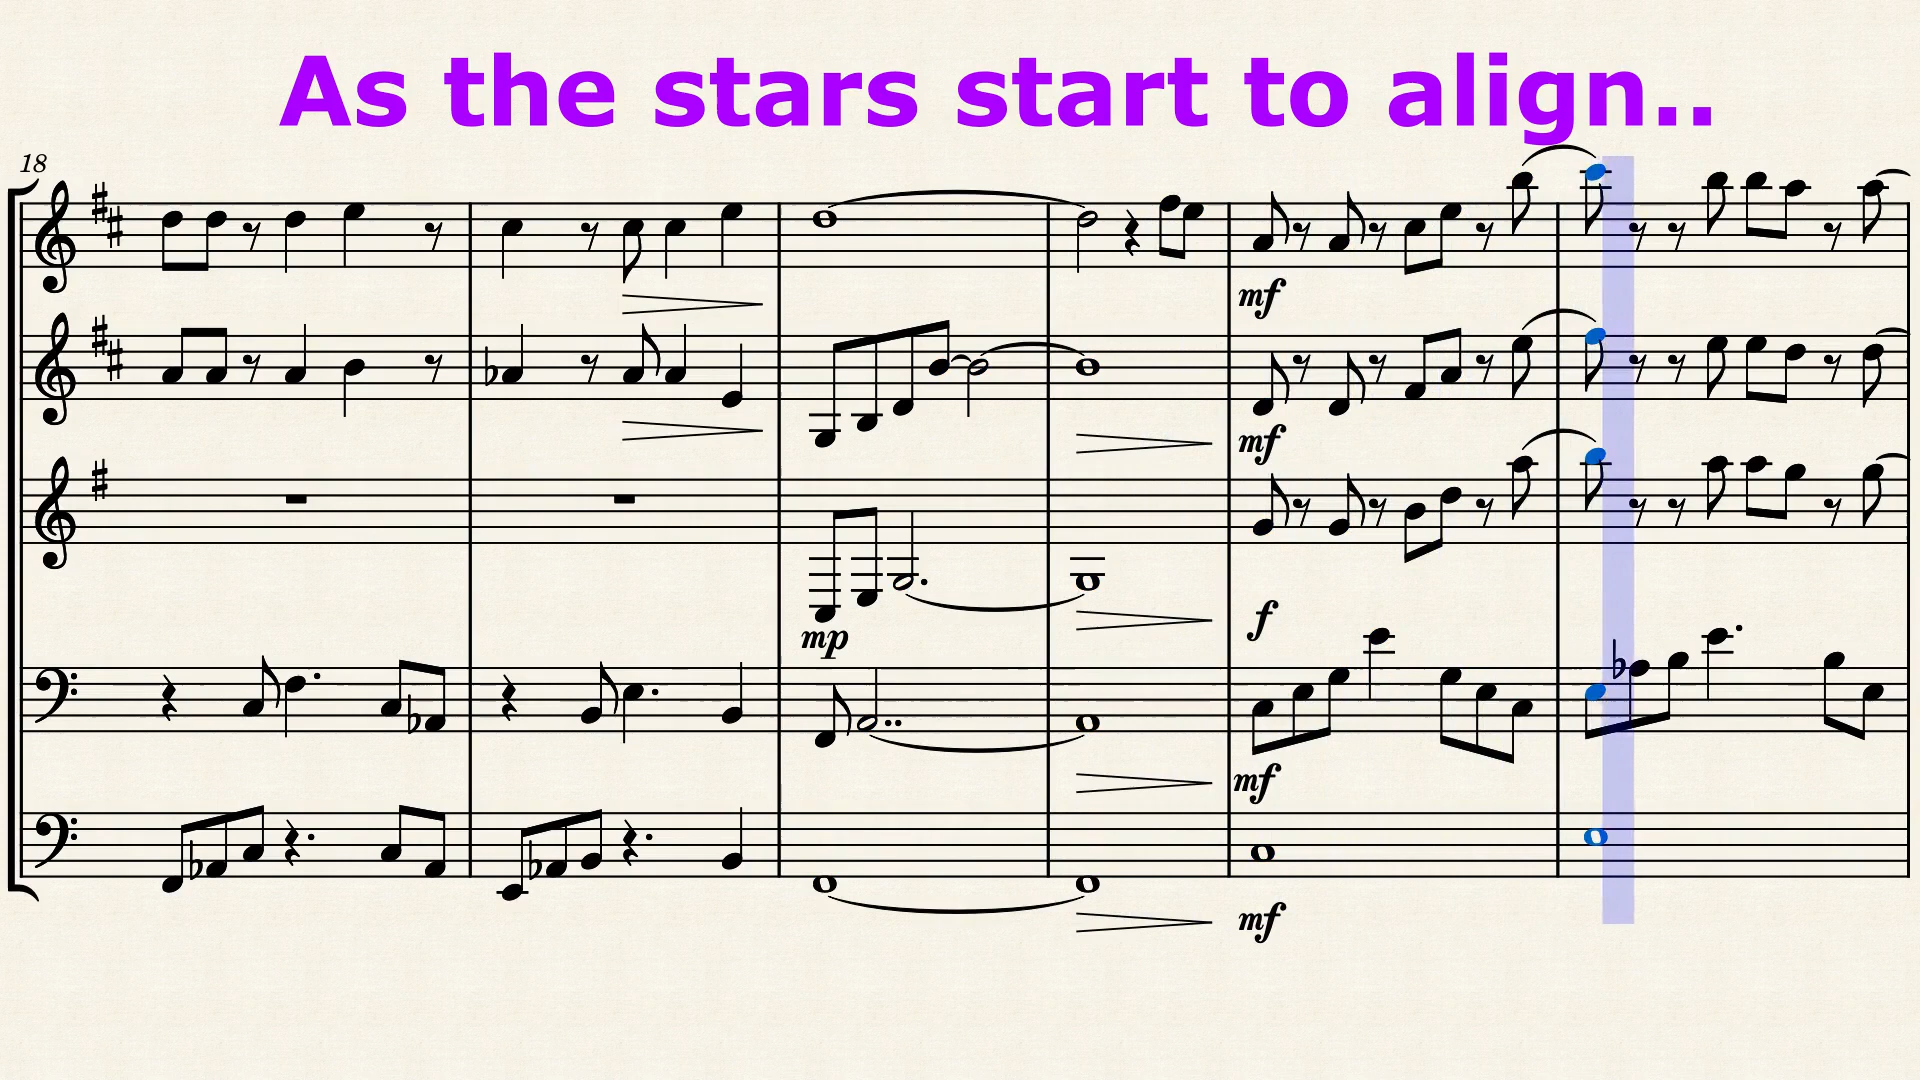 As the stars start to align..
18
mf
mf
mp
f
mf
mf